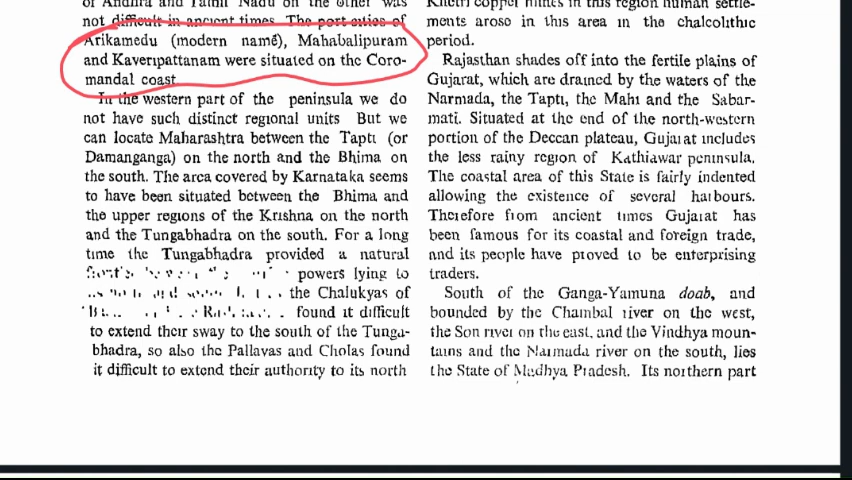 of Andhra and Tamil Nadu on the other was
not difficult in ancient times. The port cities of
Arikamedu (modern name), Mahabalipuram
and Kaveripattanam were situated on the Coro-
mandal coast
In the western part of the peninsula we do
not have such distinct regional units But we
can locate Maharashtra between the Tapti (or
Damanganga) on the north and the Bhima on
the south. The area covered by Karnataka seems
to have been situated between the Bhima and
the upper regions of the Krishna on the north
and the Tungabhadra on the south. For a long
time the Tungabhadra provided a natural
powers lying to
the Chalukyas of
found it difficult
to extend their sway to the south of the Tunga-
bhadra, so also the Pallavas and Cholas found
it difficult to extend their authority to its north
Khetri copper mines in this region human settle-
ments arose in this area in the chalcolithic
period.
Rajasthan shades off into the fertile plains of
Gujarat, which are drained by the waters of the
Narmada, the Tapti, the Mahi and the Sabar-
mati. Situated at the end of the north-western
portion of the Deccan plateau, Gujarat includes
the less rainy region of Kathiawar peninsula.
The coastal area of this State is fairly indented
allowing the existence of several harbours.
Therefore from ancient times Gujarat has
been famous for its coastal and foreign trade,
and its people have proved to be enterprising
traders.
South of the Ganga-Yamuna doab, and
bounded by the Chambal river on the west,
the Son river on the east, and the Vindhya moun-
tains and the Narmada river on the south, lies
the State of Madhya Pradesh. Its northern part